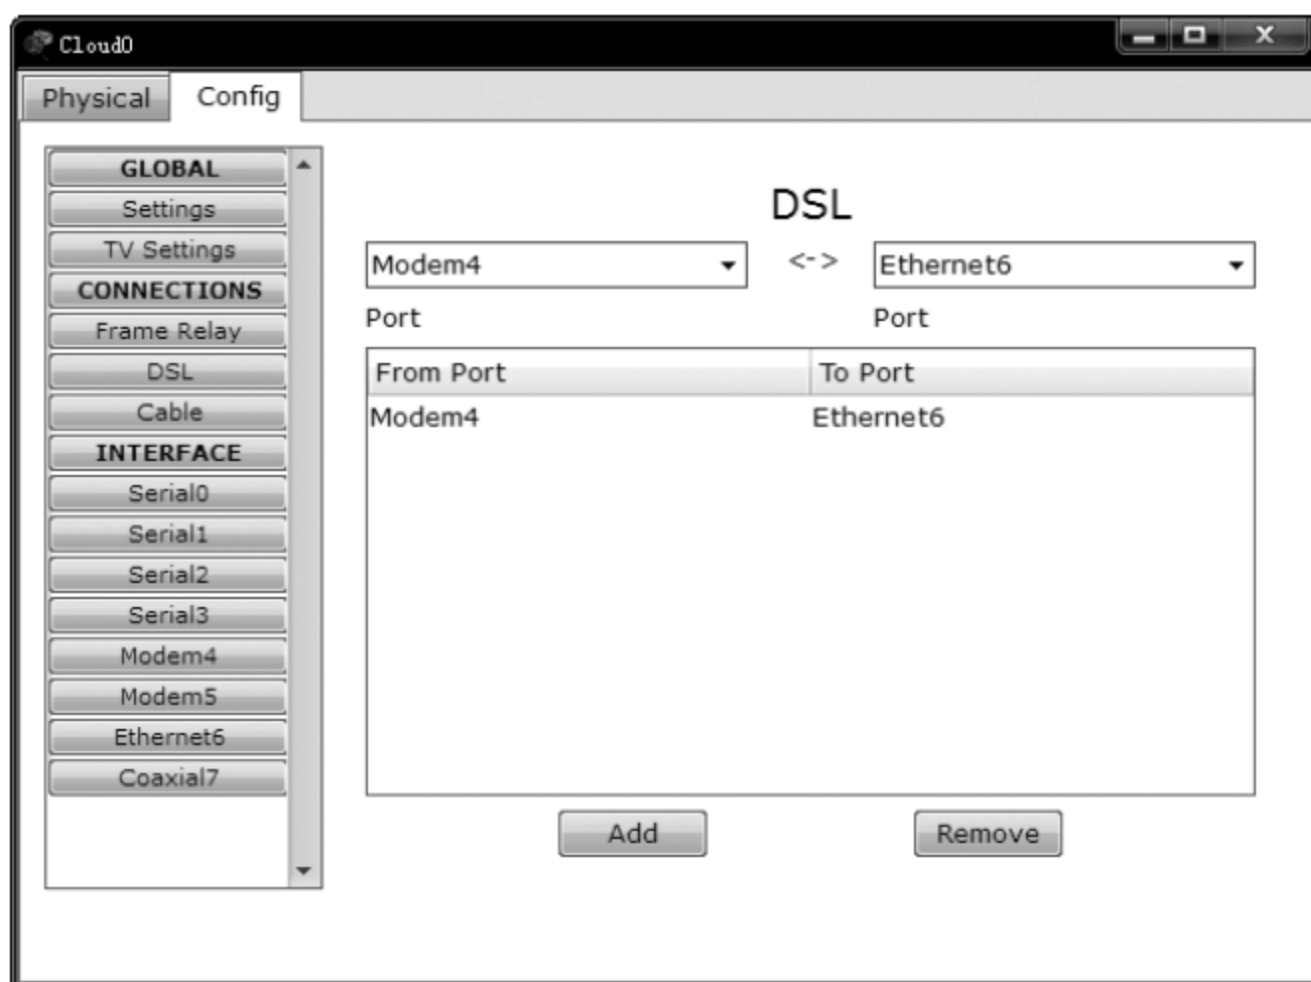 Cloud0
Physical
Config
GLOBAL
Settings
TV Settings
CONNECTIONS
Frame Relay
DSL
Cable
INTERFACE
Serial0
Serial1
Serial2
Serial3
Modem4
Modem5
Ethernet6
Coaxial7
DSL
Modem4 <-> Ethernet6
Port Port
From Port To Port
Modem4 Ethernet6
Add Remove